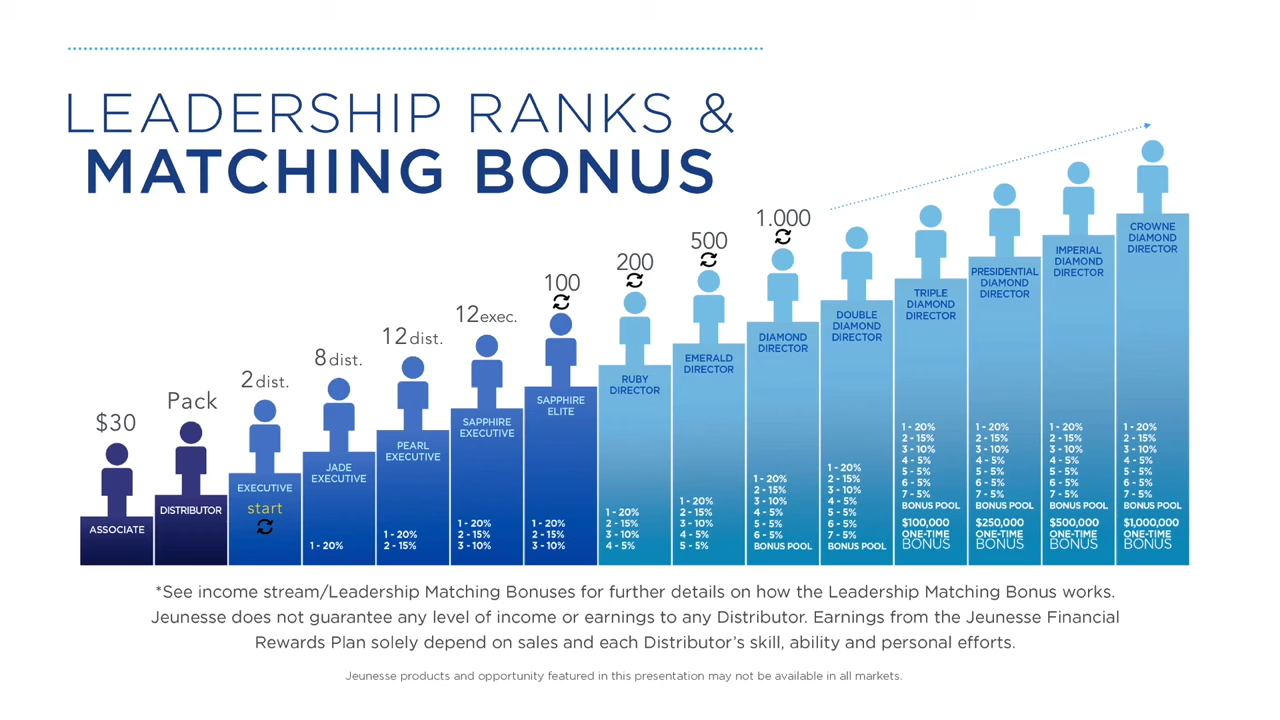 LEADERSHIP RANKS &
MATCHING BONUS
$30
ASSOCIATE
Pack
DISTRIBUTOR
2 dist.
EXECUTIVE
start
8 dist.
JADE
EXECUTIVE
1 - 20%
12 dist.
PEARL
EXECUTIVE
1 - 20%
2 - 15%
12 exec.
SAPPHIRE
EXECUTIVE
1 - 20%
2 - 15%
3 - 10%
100
SAPPHIRE
ELITE
1 - 20%
2 - 15%
3 - 10%
200
RUBY
DIRECTOR
1 - 20%
2 - 15%
3 - 10%
4 - 5%
500
EMERALD
DIRECTOR
1 - 20%
2 - 15%
3 - 10%
4 - 5%
5 - 5%
1.000
DIAMOND
DIRECTOR
1 - 20%
2 - 15%
3 - 10%
4 - 5%
5 - 5%
6 - 5%
BONUS POOL
DOUBLE
DIAMOND
DIRECTOR
1 - 20%
2 - 15%
3 - 10%
4 - 5%
5 - 5%
6 - 5%
7 - 5%
BONUS POOL
TRIPLE
DIAMOND
DIRECTOR
1 - 20%
2 - 15%
3 - 10%
4 - 5%
5 - 5%
6 - 5%
7 - 5%
BONUS POOL
$100,000
ONE-TIME
BONUS
PRESIDENTIAL
DIAMOND
DIRECTOR
1 - 20%
2 - 15%
3 - 10%
4 - 5%
5 - 5%
6 - 5%
7 - 5%
BONUS POOL
$250,000
ONE-TIME
BONUS
IMPERIAL
DIAMOND
DIRECTOR
1 - 20%
2 - 15%
3 - 10%
4 - 5%
5 - 5%
6 - 5%
7 - 5%
BONUS POOL
$500,000
ONE-TIME
BONUS
CROWNE
DIAMOND
DIRECTOR
1 - 20%
2 - 15%
3 - 10%
4 - 5%
5 - 5%
6 - 5%
7 - 5%
BONUS POOL
$1,000,000
ONE-TIME
BONUS
*See income stream/Leadership Matching Bonuses for further details on how the Leadership Matching Bonus works.
Jeunesse does not guarantee any level of income or earnings to any Distributor. Earnings from the Jeunesse Financial
Rewards Plan solely depend on sales and each Distributor's skill, ability and personal efforts.
Jeunesse products and opportunity featured in this presentation may not be available in all markets.